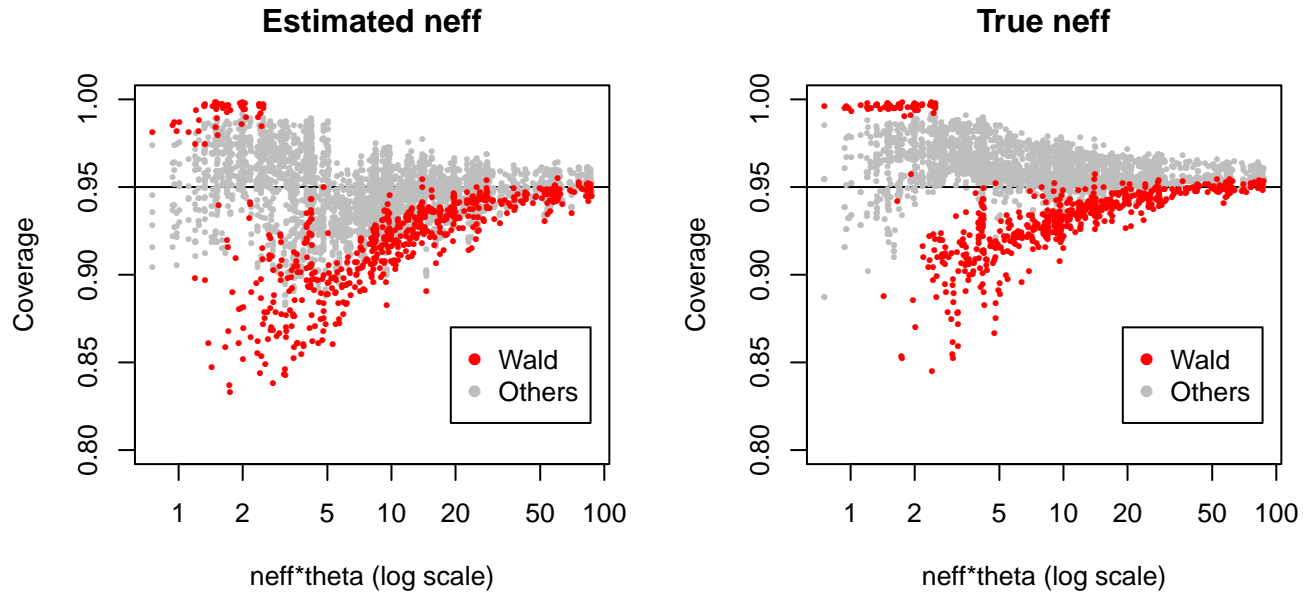 Estimated neff
Coverage
1.00
0.95
0.90
0.85
0.80
Wald
Others
1 2 5 10 20 50 100
neff*theta (log scale)
True neff
Coverage
1.00
0.95
0.90
0.85
0.80
Wald
Others
1 2 5 10 20 50 100
neff*theta (log scale)